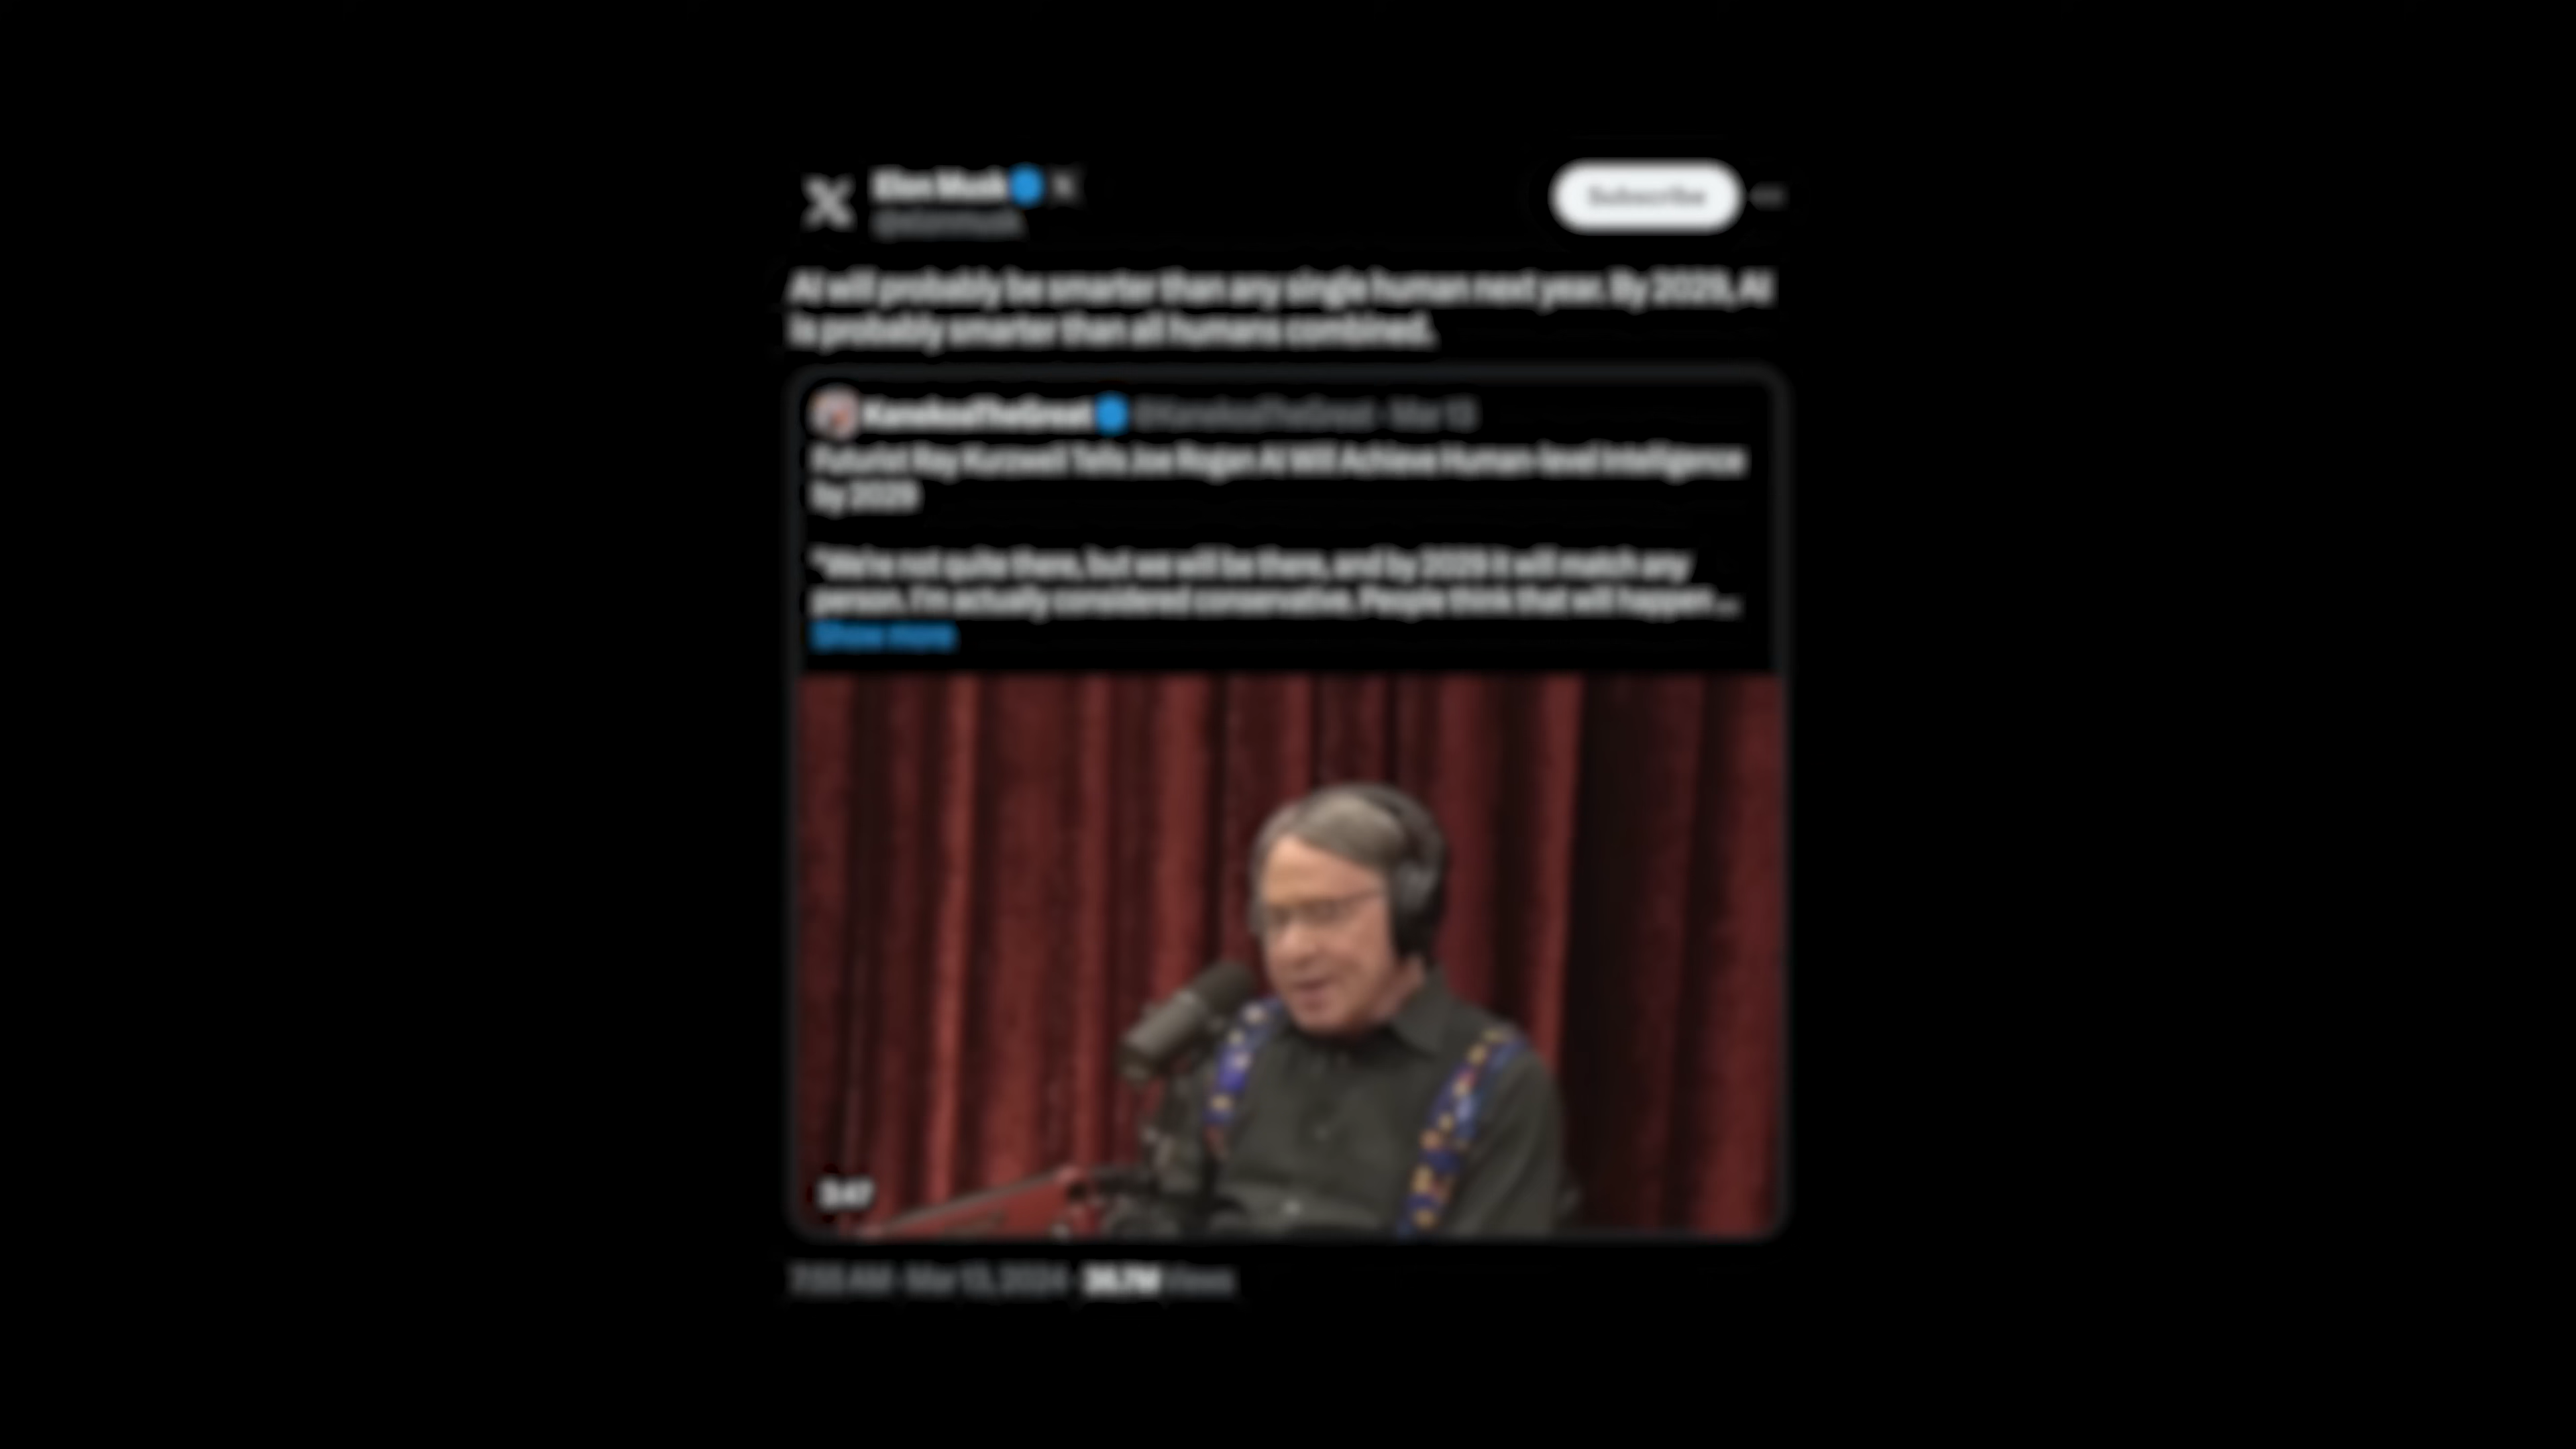 Elon Musk
@elonmusk
Subscribe
AI will probably be smarter than any single human next year. By 2029, AI
is probably smarter than all humans combined.
KanekoaTheGreat @KanekoaTheGreat · Mar 13
Futurist Ray Kurzweil Tells Joe Rogan AI Will Achieve Human-level Intelligence
by 2029
"We're not quite there, but we will be there, and by 2029 it will match any
person. I'm actually considered conservative. People think that will happen ...
Show more
AM · Mar 13, 2024 · Views